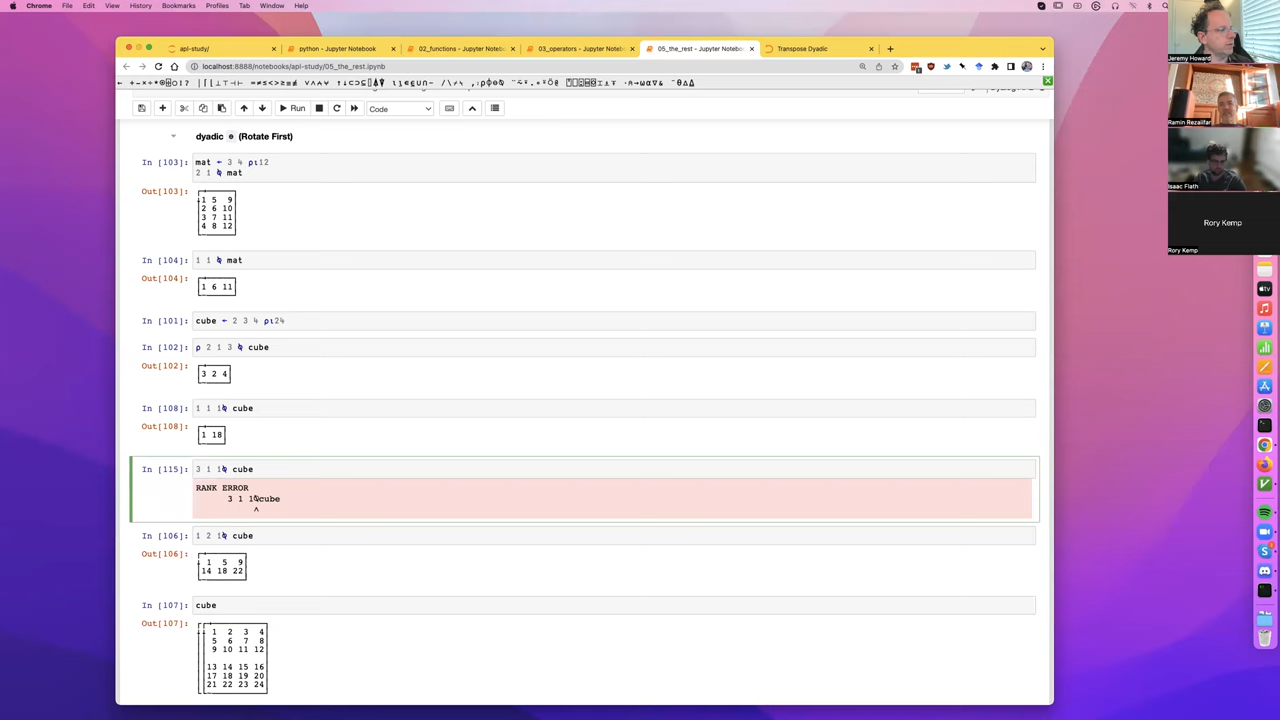 Chrome File Edit View History Bookmarks Profiles Tab Window Help
apl-study/
python - Jupyter Notebook
02_functions - Jupyter Notebo
03_operators - Jupyter Notebo
05_the_rest - Jupyter Notebo
Transpose Dyadic
localhost:8888/notebooks/apl-study/05_the_rest.ipynb
Run
Code
dyadic ⊖ (Rotate First)
In [103]: mat ← 3 4 ⍴⍳12
2 1 ⍉ mat
Out[103]:
1 5 9
2 6 10
3 7 11
4 8 12
In [104]: 1 1 ⍉ mat
Out[104]:
1 6 11
In [101]: cube ← 2 3 4 ⍴⍳24
In [102]: ⍴ 2 1 3 ⍉ cube
Out[102]:
3 2 4
In [108]: 1 1 1⍉ cube
Out[108]:
1 18
In [115]: 3 1 1⍉ cube
RANK ERROR
3 1 1⍉cube
^
In [106]: 1 2 1⍉ cube
Out[106]:
1 5 9
14 18 22
In [107]: cube
Out[107]:
1 2 3 4
5 6 7 8
9 10 11 12
13 14 15 16
17 18 19 20
21 22 23 24
Jeremy Howard
Ramin Rezaiifar
Isaac Flath
Rory Kemp
Rory Kemp
tv